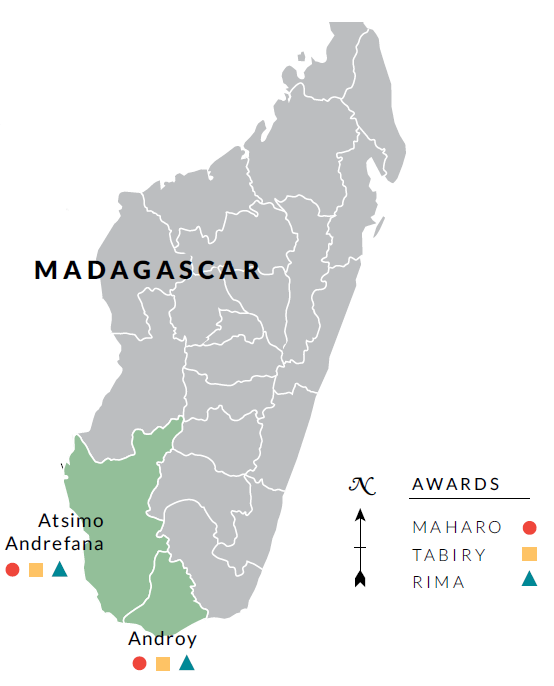 MADAGASCAR
Atsimo
Andrefana
Androy
N
AWARDS
MAHARO
TABIRY
RIMA